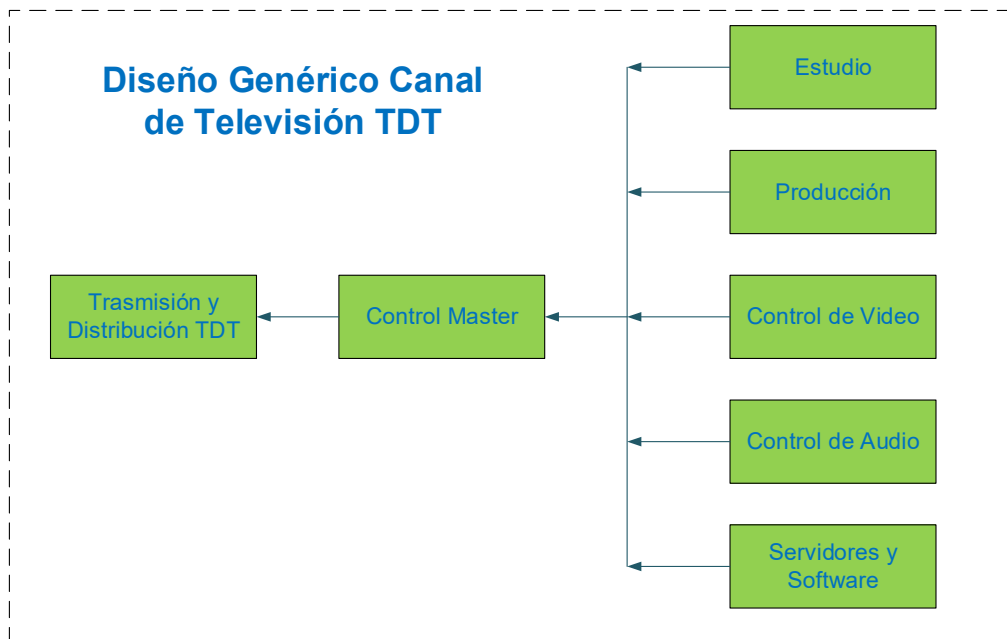 Diseño Genérico Canal
de Televisión TDT
Estudio
Producción
Trasmisión y
Distribución TDT
Control Master
Control de Video
Control de Audio
Servidores y
Software